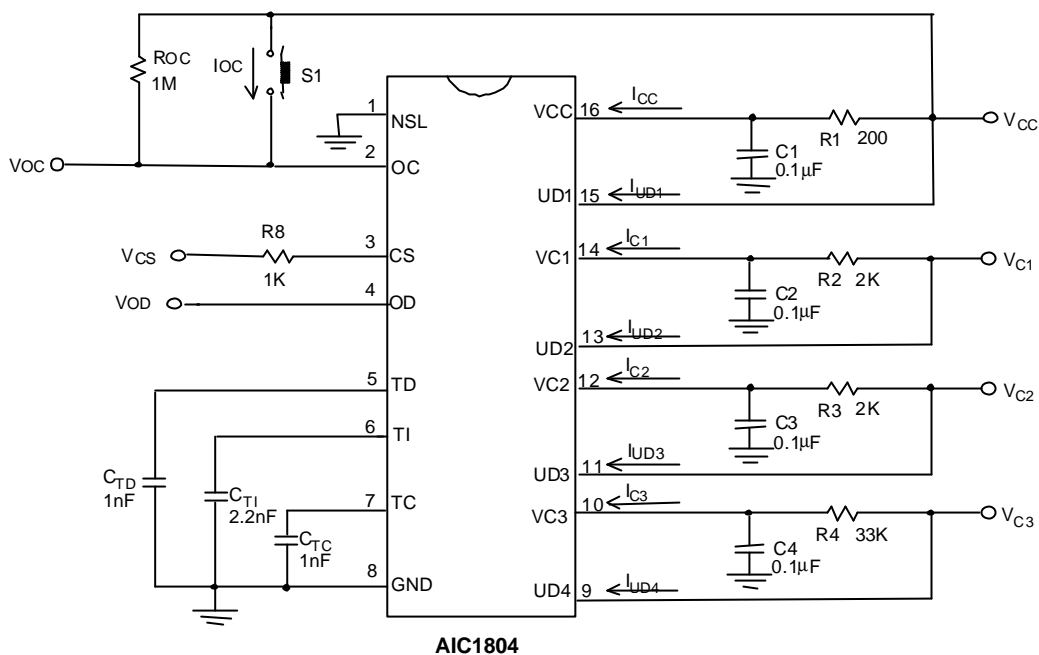 ROC
1M
IOC
S1
VOC
1
NSL
2
OC
VCS
R8
1K
3
CS
VOD
4
OD
5
TD
6
TI
7
TC
8
GND
CTD
1nF
CTI
2.2nF
CTC
1nF
VCC
16
ICC
R1
200
VCC
C1
0.1μF
UD1
15
IUD1
VC1
14
IC1
R2
2K
VC1
C2
0.1μF
UD2
13
IUD2
VC2
12
IC2
R3
2K
VC2
C3
0.1μF
UD3
11
IUD3
VC3
10
IC3
R4
33K
VC3
C4
0.1μF
UD4
9
IUD4
AIC1804